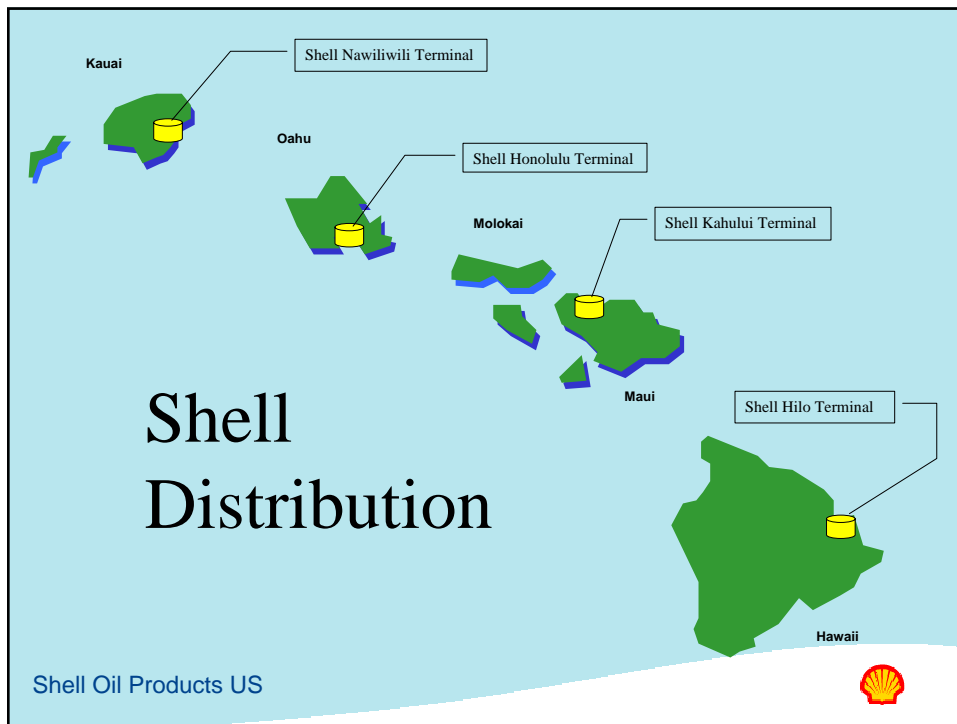 Shell Nawiliwili Terminal
Kauai
Oahu
Shell Honolulu Terminal
Molokai
Shell Kahului Terminal
Maui
Shell Hilo Terminal
Shell
Distribution
Hawaii
Shell Oil Products US